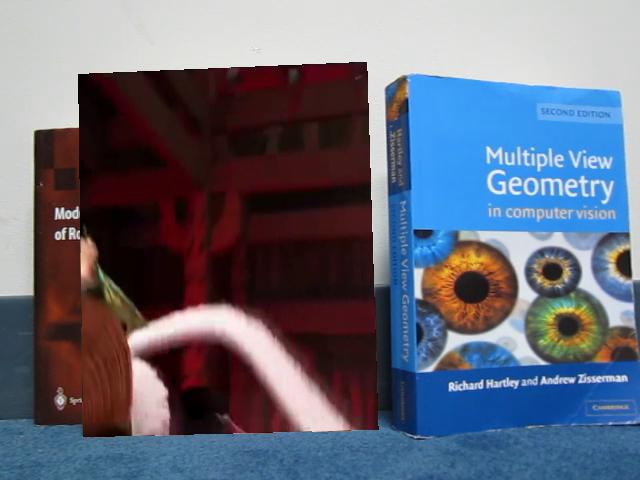 SECOND EDITION
Multiple View
Geometry
in computer vision
Richard Hartley and Andrew Zisserman
CAMBRIDGE
Hartley and
Zisserman
Multiple View Geometry
Mod
of Ro
Spri